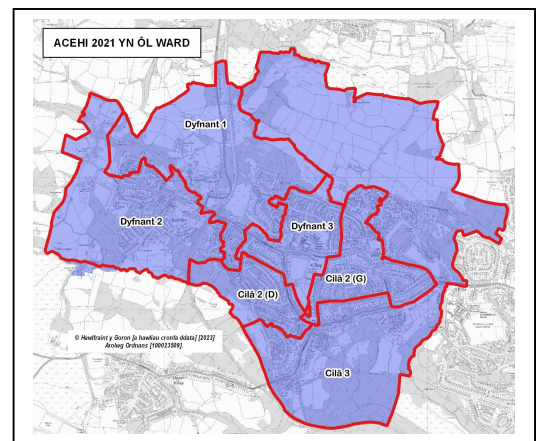 ACEHI 2021 YN ÔL WARD
Dyfnant 1
Dyfnant 2
Dyfnant 3
Cilâ 2 (G)
Cilâ 2 (D)
Cilâ 3
© Hawlfraint y Goron [a hawliau cronfa ddata] [2023]
Arolwg Ordnans [100023509].